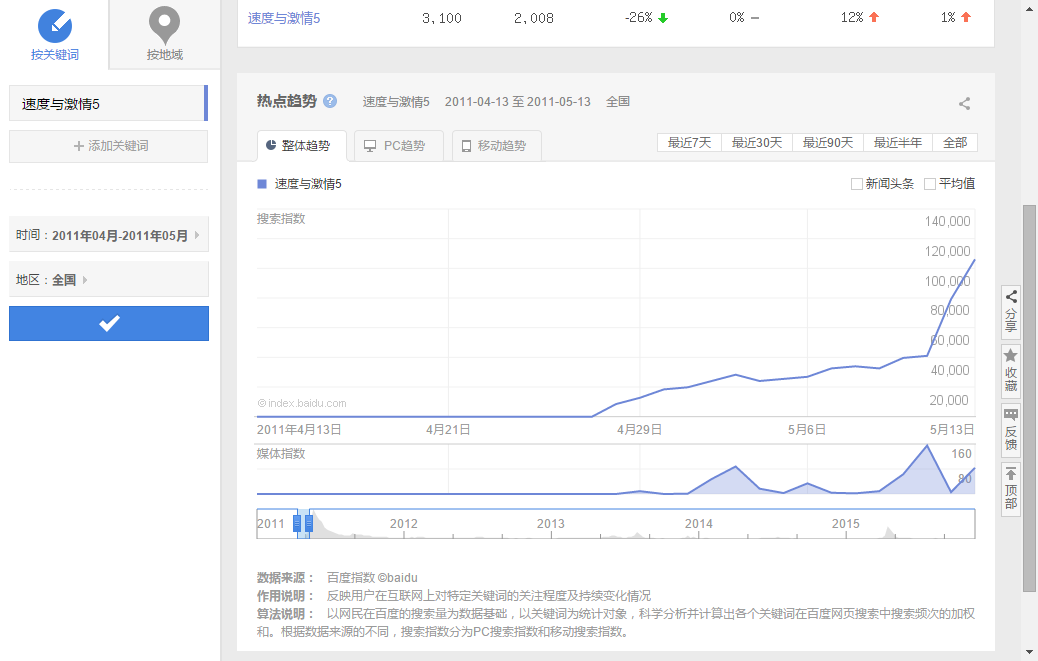 速度与激情5 3,100 2,008 -26% 0% 12% 1%
按关键词 按地域
速度与激情5
+ 添加关键词
时间：2011年04月-2011年05月
地区：全国
热点趋势 ? 速度与激情5 2011-04-13 至 2011-05-13 全国
整体趋势 PC趋势 移动趋势 最近7天 最近30天 最近90天 最近半年 全部
速度与激情5 新闻头条 平均值
搜索指数
140,000
120,000
100,000
80,000
60,000
40,000
20,000
©index.baidu.com
2011年4月13日 4月21日 4月29日 5月6日 5月13日
媒体指数
160
80
2011 2012 2013 2014 2015
数据来源： 百度指数 ©baidu
作用说明： 反映用户在互联网上对特定关键词的关注程度及持续变化情况
算法说明： 以网民在百度的搜索量为数据基础，以关键词为统计对象，科学分析并计算出各个关键词在百度网页搜索中搜索频次的加权
和。根据数据来源的不同，搜索指数分为PC搜索指数和移动搜索指数。
分享
收藏
反馈
顶部